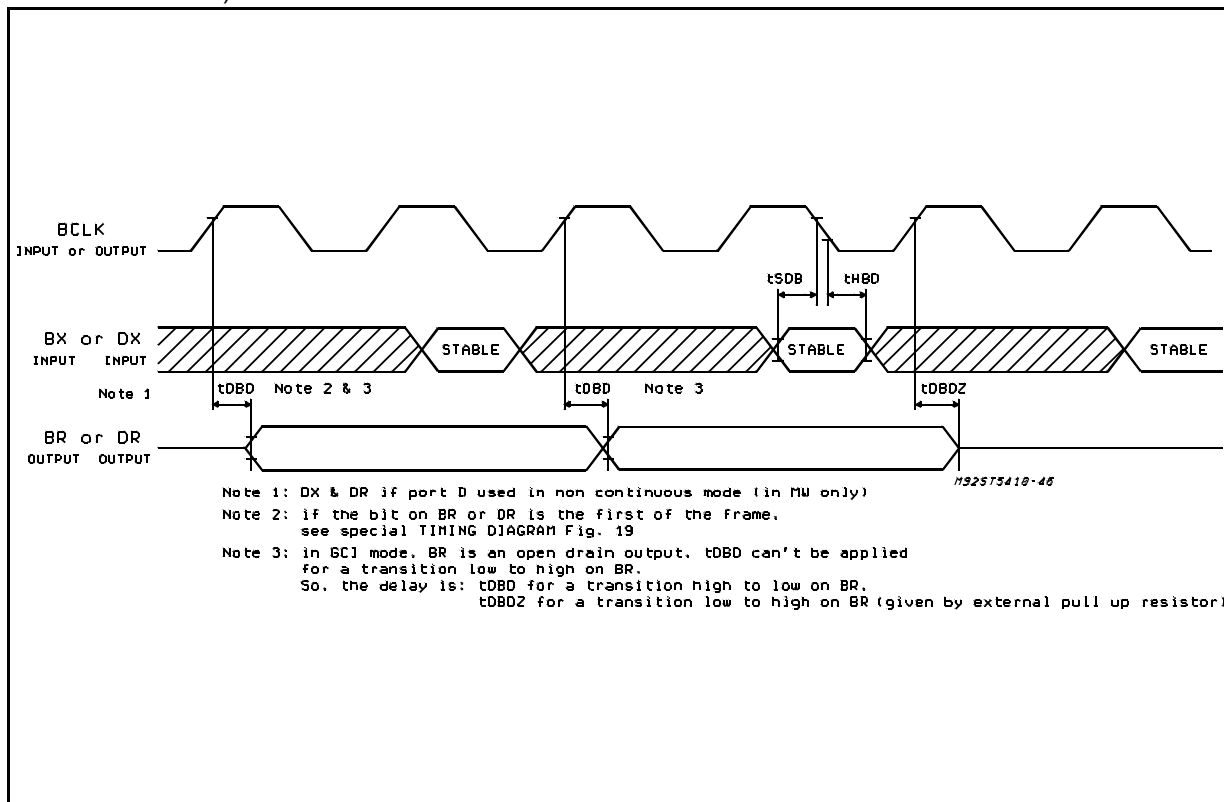 BCLK
INPUT or OUTPUT
tSDB tHBD
BX or DX
INPUT INPUT
STABLE STABLE STABLE
Note 1
tDBD Note 2 & 3 tDBD Note 3 tDBDZ
BR or DR
OUTPUT OUTPUT
M92ST5410-46
Note 1: DX & DR if port D used in non continuous mode (in MW only)
Note 2: if the bit on BR or DR is the first of the frame,
see special TIMING DIAGRAM Fig. 19
Note 3: in GCI mode, BR is an open drain output, tDBD can't be applied
for a transition low to high on BR.
So, the delay is: tDBD for a transition high to low on BR,
tDBDZ for a transition low to high on BR (given by external pull up resistor)